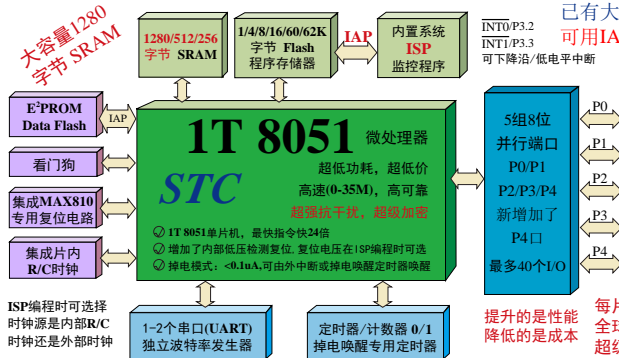 大容量1280
字节 SRAM
1280/512/256
字节 SRAM
1/4/8/16/60/62K
字节 Flash
程序存储器
IAP
内置系统
ISP
监控程序
INT0/P3.2
INT1/P3.3
可下降沿/低电平中断
已有大
可用IA
E²PROM
Data Flash
IAP
看门狗
集成MAX810
专用复位电路
集成片内
R/C时钟
ISP编程时可选择
时钟源是内部R/C
时钟还是外部时钟
1T 8051 微处理器
STC
超低功耗，超低价
高速(0-35M)，高可靠
超强抗干扰，超级加密
1T 8051单片机，最快指令快24倍
增加了内部低压检测复位,复位电压在ISP编程时可选
掉电模式：<0.1uA,可由外中断或掉电唤醒定时器唤醒
1-2个串口(UART)
独立波特率发生器
定时器/计数器 0/1
掉电唤醒专用定时器
5组8位
并行端口
P0/P1
P2/P3/P4
新增加了
P4口
最多40个I/O
P0
P1
P2
P3
P4
提升的是性能
降低的是成本
每片
全球
超级